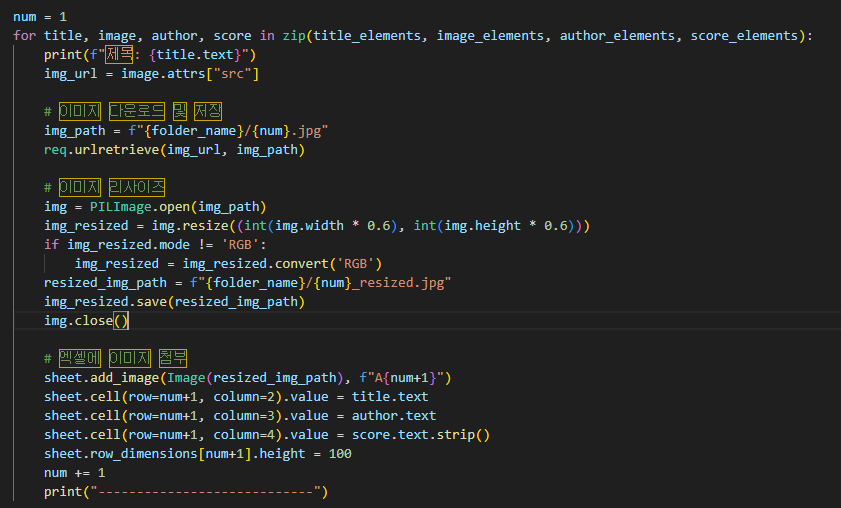 num = 1
for title, image, author, score in zip(title_elements, image_elements, author_elements, score_elements):
    print(f"제목: {title.text}")
    img_url = image.attrs["src"]

    # 이미지 다운로드 및 저장
    img_path = f"{folder_name}/{num}.jpg"
    req.urlretrieve(img_url, img_path)

    # 이미지 리사이즈
    img = PILImage.open(img_path)
    img_resized = img.resize((int(img.width * 0.6), int(img.height * 0.6)))
    if img_resized.mode != 'RGB':
        img_resized = img_resized.convert('RGB')
    resized_img_path = f"{folder_name}/{num}_resized.jpg"
    img_resized.save(resized_img_path)
    img.close()

    # 엑셀에 이미지 첨부
    sheet.add_image(Image(resized_img_path), f"A{num+1}")
    sheet.cell(row=num+1, column=2).value = title.text
    sheet.cell(row=num+1, column=3).value = author.text
    sheet.cell(row=num+1, column=4).value = score.text.strip()
    sheet.row_dimensions[num+1].height = 100
    num += 1
    print("----------------------------")